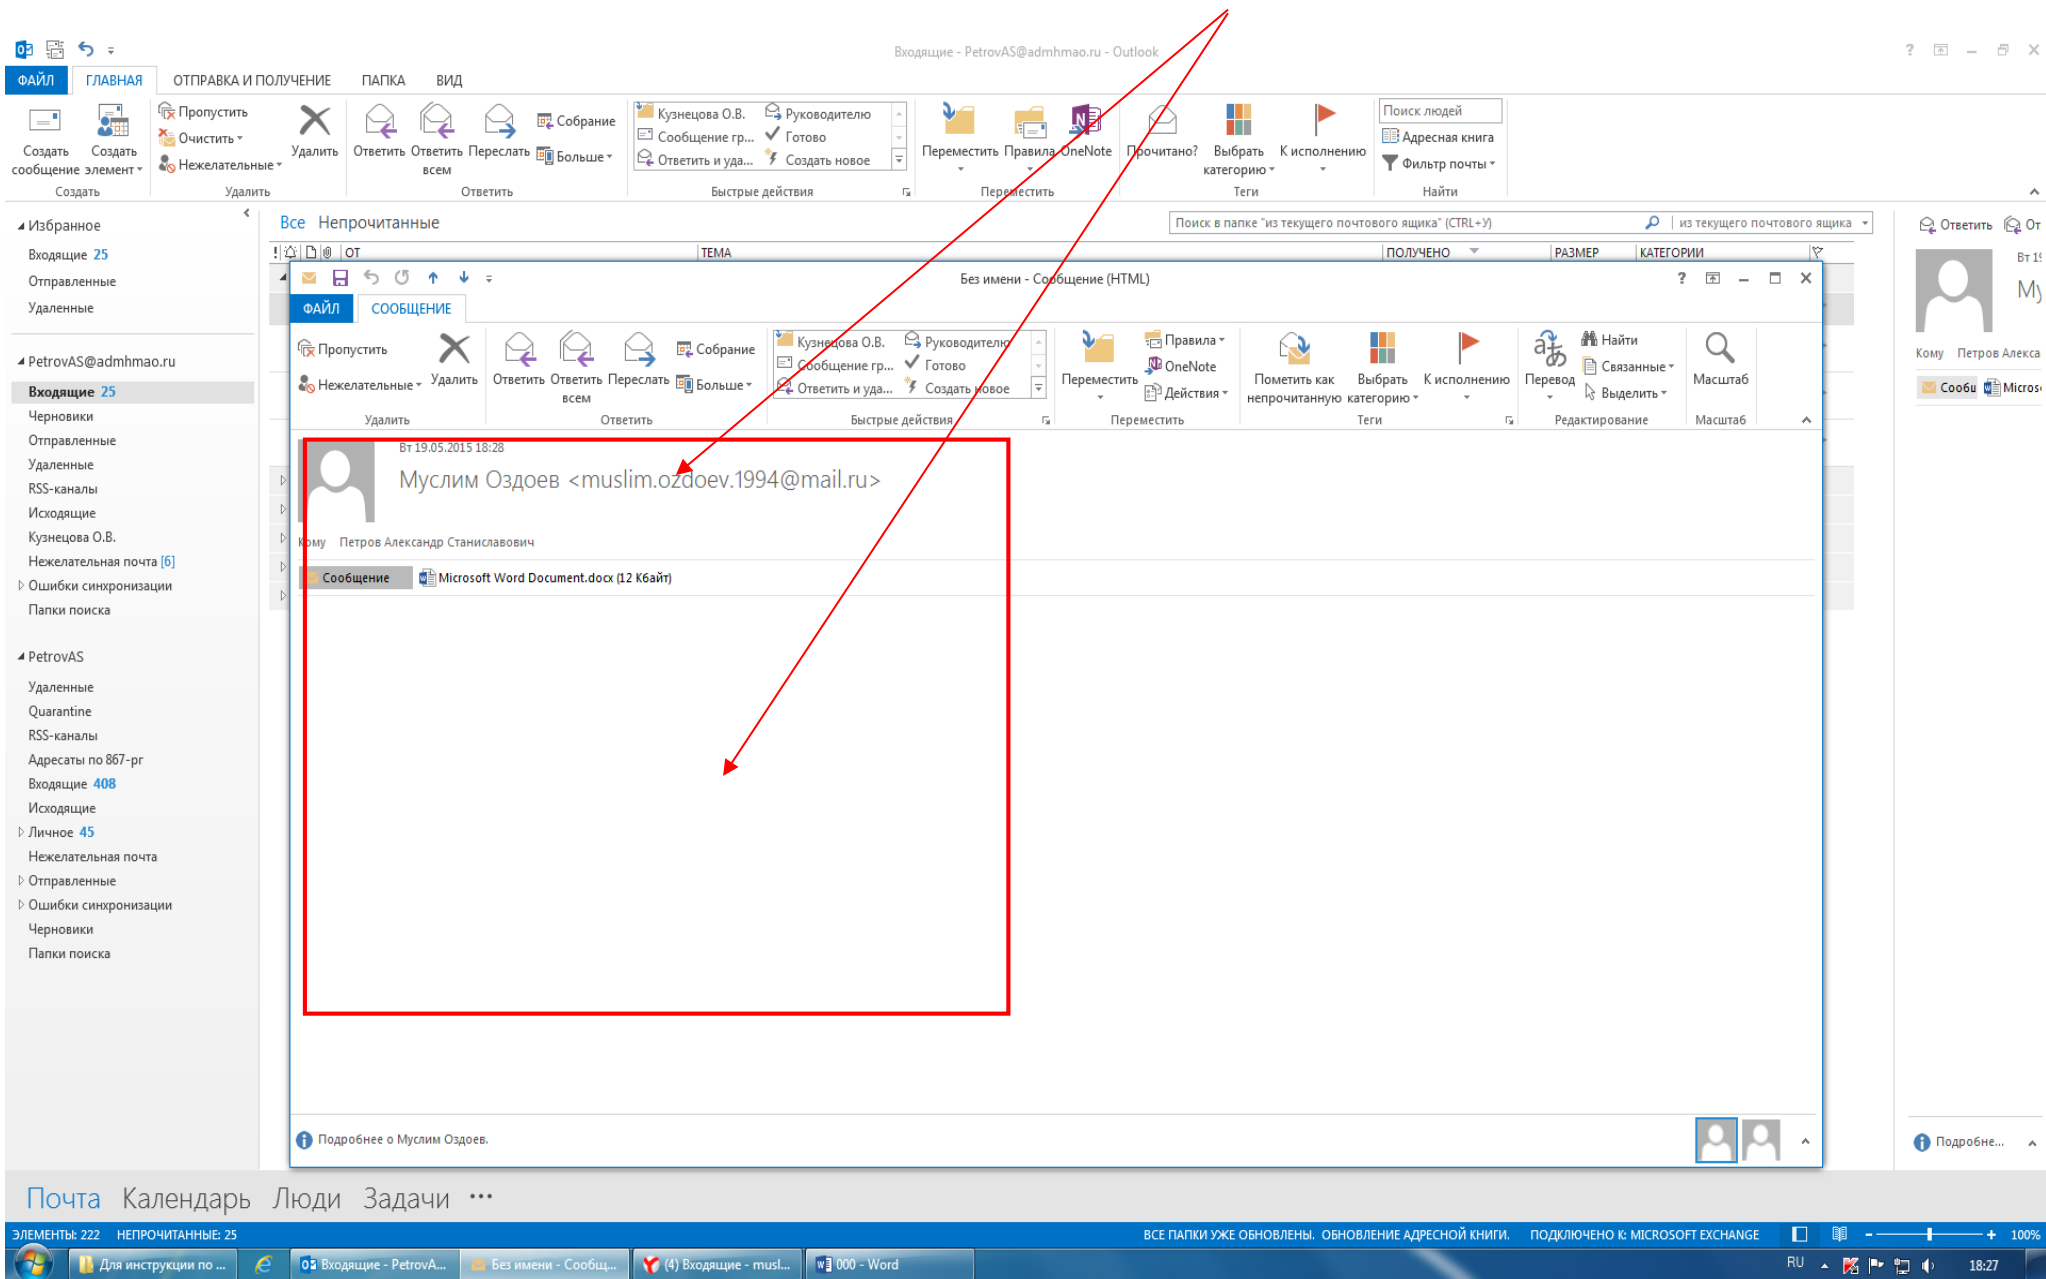 Входящие - PetrovAS@admhmao.ru - Outlook
ФАЙЛ ГЛАВНАЯ ОТПРАВКА И ПОЛУЧЕНИЕ ПАПКА ВИД
Создать сообщение
Создать элемент
Пропустить
Очистить
Нежелательные
Удалить
Ответить
Ответить всем
Переслать
Собрание
Больше
Кузнецова О.В.
Сообщение гр...
Ответить и уда...
Руководителю
Готово
Создать новое
Переместить
Правила
OneNote
Прочитано?
Выбрать категорию
К исполнению
Поиск людей
Адресная книга
Фильтр почты
Создать Удалить Ответить Быстрые действия Переместить Теги Найти
Избранное
Входящие 25
Отправленные
Удаленные
PetrovAS@admhmao.ru
Входящие 25
Черновики
Отправленные
Удаленные
RSS-каналы
Исходящие
Кузнецова О.В.
Нежелательная почта [6]
Ошибки синхронизации
Папки поиска
PetrovAS
Удаленные
Quarantine
RSS-каналы
Адресаты по 867-рг
Входящие 408
Исходящие
Личное 45
Нежелательная почта
Отправленные
Ошибки синхронизации
Черновики
Папки поиска
Все Непрочитанные
Поиск в папке "из текущего почтового ящика" (CTRL+У) из текущего почтового ящика
ОТ ТЕМА ПОЛУЧЕНО РАЗМЕР КАТЕГОРИИ
Без имени - Сообщение (HTML)
ФАЙЛ СООБЩЕНИЕ
Пропустить
Нежелательные
Удалить
Ответить
Ответить всем
Переслать
Собрание
Больше
Кузнецова О.В.
Сообщение гр...
Ответить и уда...
Руководителю
Готово
Создать новое
Переместить
Правила
OneNote
Действия
Пометить как непрочитанную
Выбрать категорию
К исполнению
Перевод
Найти
Связанные
Выделить
Масштаб
Удалить Ответить Быстрые действия Переместить Теги Редактирование Масштаб
Вт 19.05.2015 18:28
Муслим Оздоев <muslim.ozdoev.1994@mail.ru>
Кому Петров Александр Станиславович
Сообщение Microsoft Word Document.docx (12 Кбайт)
Подробнее о Муслим Оздоев.
Ответить От
Вт 19
Му
Кому Петров Алекса
Сообщ Micros
Подробне...
Почта Календарь Люди Задачи ...
ЭЛЕМЕНТЫ: 222 НЕПРОЧИТАННЫЕ: 25
ВСЕ ПАПКИ УЖЕ ОБНОВЛЕНЫ. ОБНОВЛЕНИЕ АДРЕСНОЙ КНИГИ. ПОДКЛЮЧЕНО К: MICROSOFT EXCHANGE 100%
Для инструкции по ... Входящие - PetrovA... Без имени - Сообщ... (4) Входящие - musl... 000 - Word RU 18:27